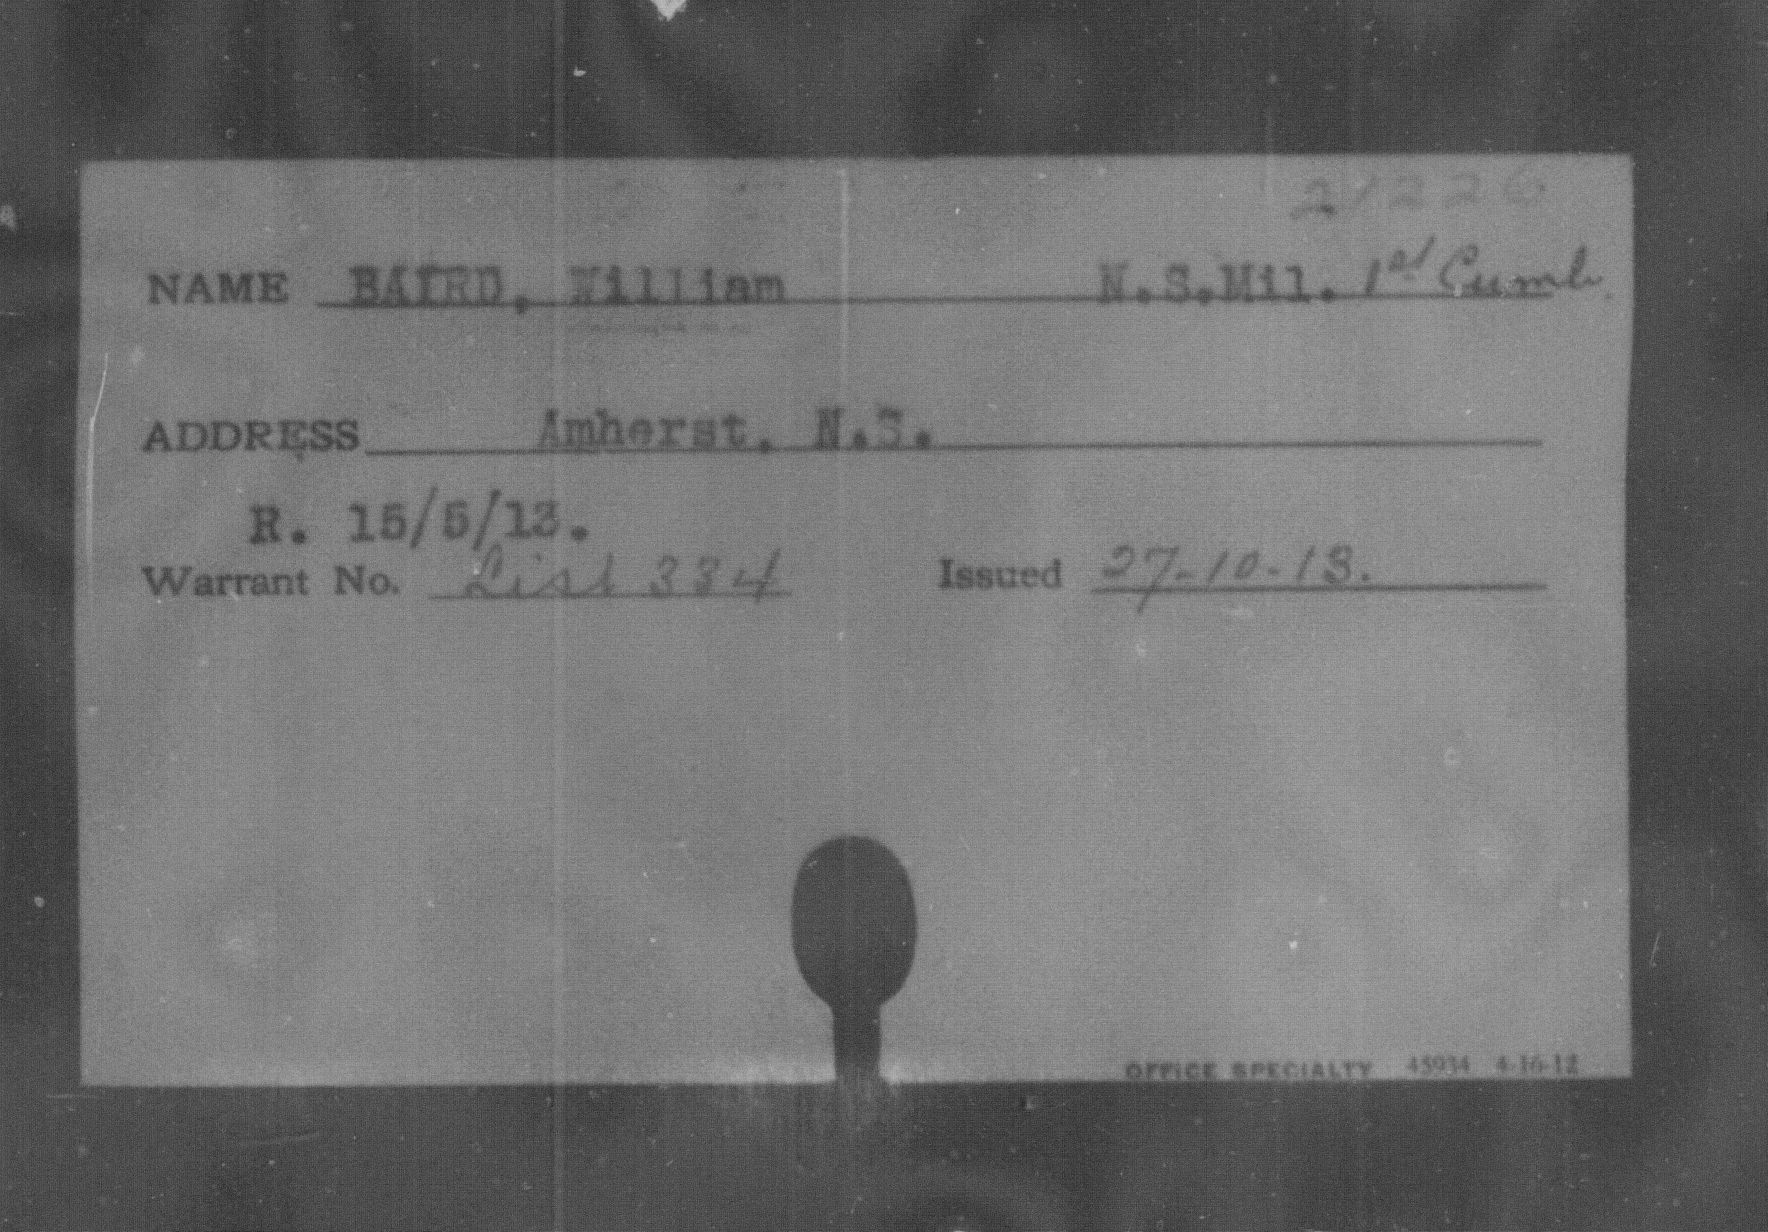 21226
NAME BAIRD, William N.S.Mil. 1st Cumb.
ADDRESS Amherst, N.S.
R. 15/5/13.
Warrant No. List 334 Issued 27-10-13.
OFFICE SPECIALTY 45934 4-16-12